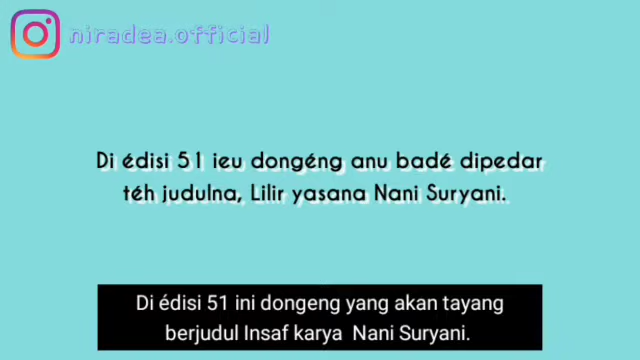 niradea.official
Di édisi 51 ieu dongéng anu badé dipedar
téh judulna, Lilir yasana Nani Suryani.
Di édisi 51 ini dongeng yang akan tayang
berjudul Insaf karya Nani Suryani.